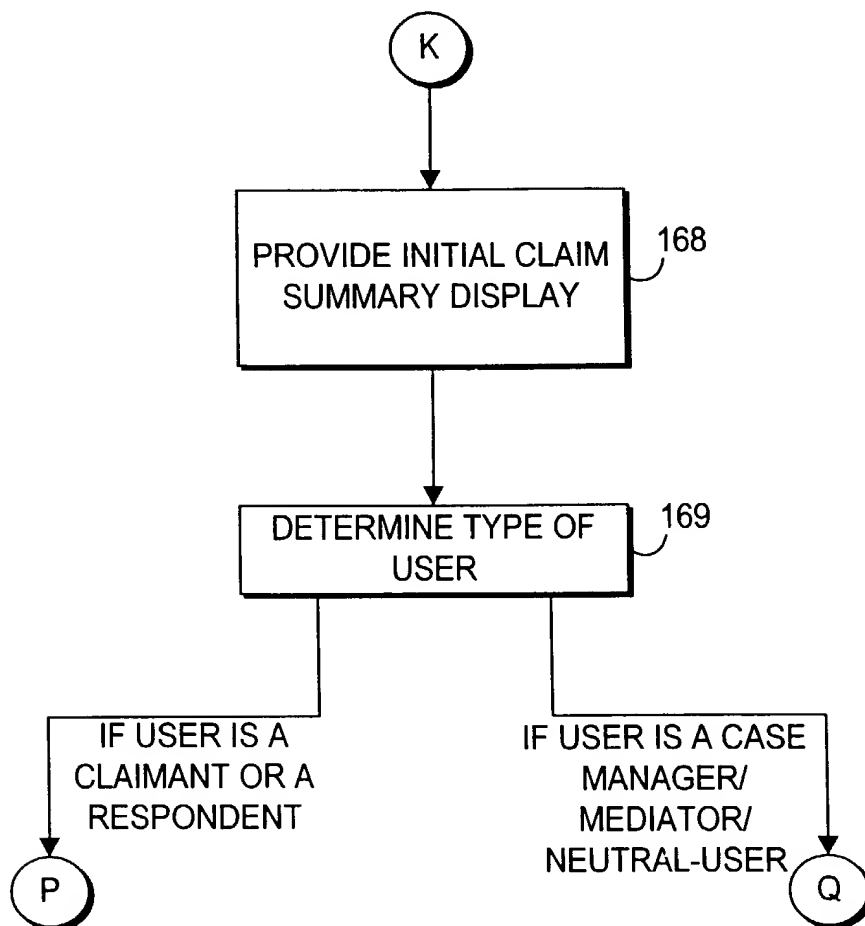 K
PROVIDE INITIAL CLAIM
SUMMARY DISPLAY
168
DETERMINE TYPE OF
USER
169
IF USER IS A
CLAIMANT OR A
RESPONDENT
IF USER IS A CASE
MANAGER/
MEDIATOR/
NEUTRAL-USER
P
Q